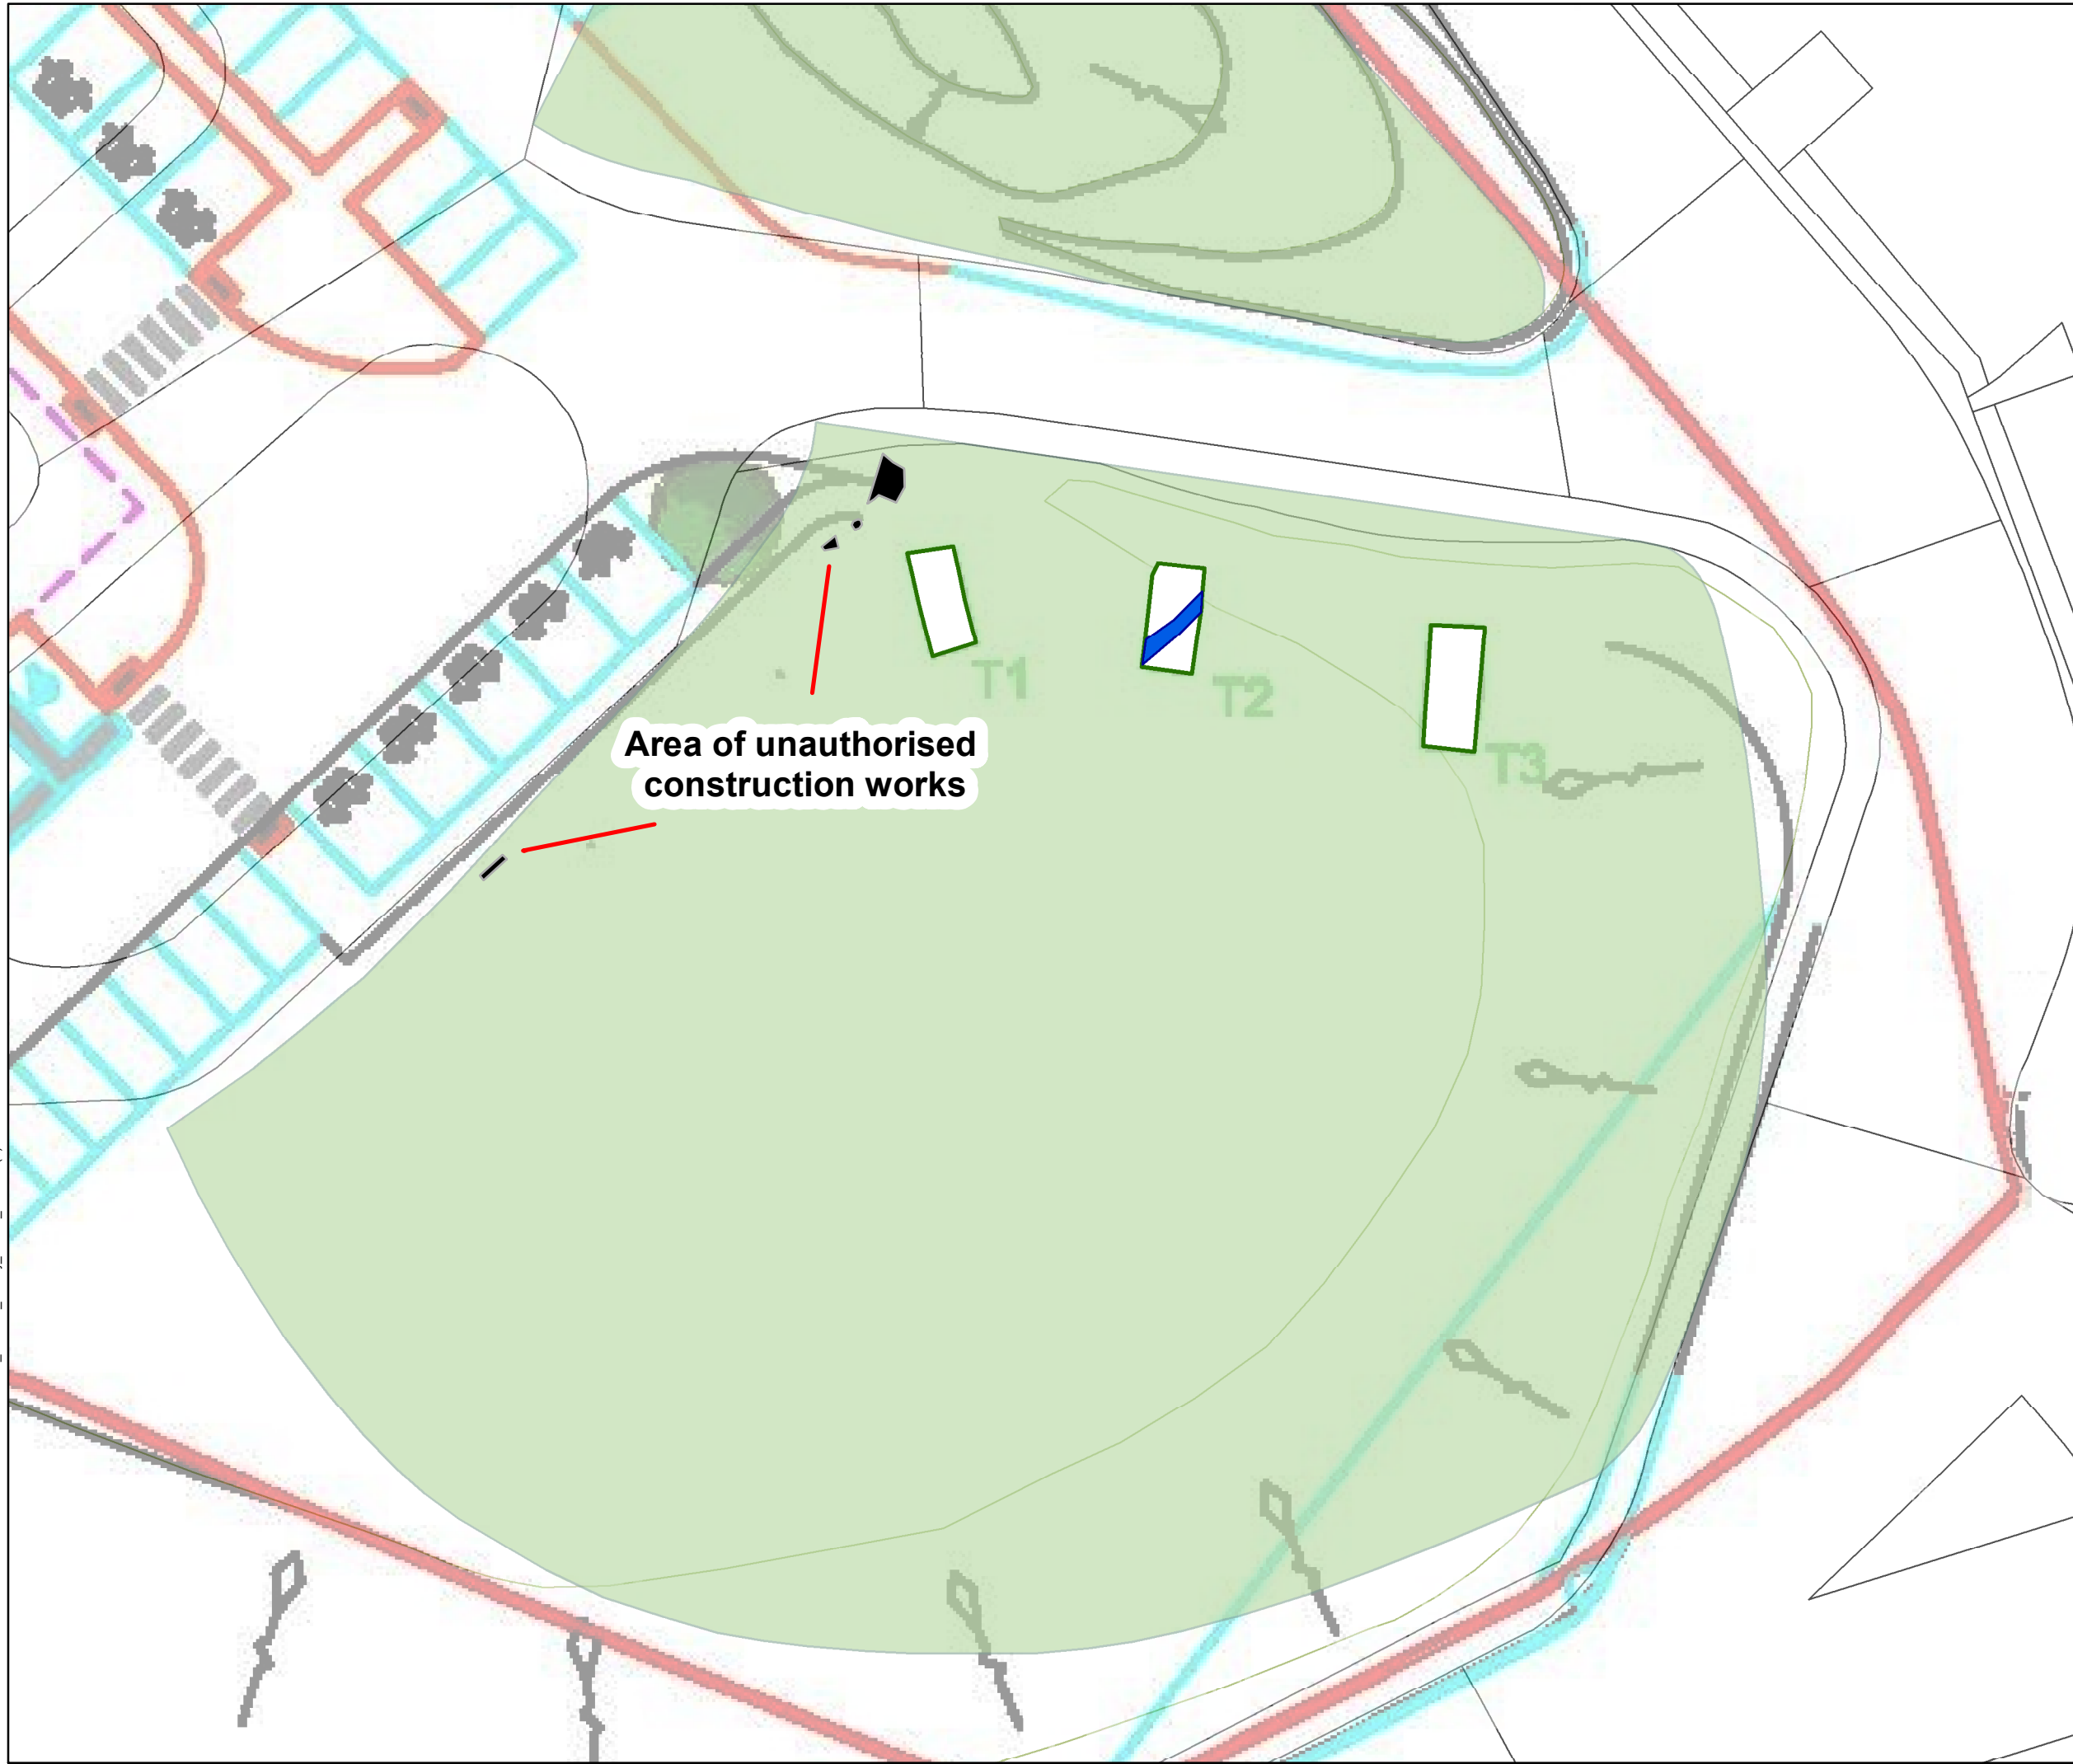 T1
T2
T3
Area of unauthorised
construction works